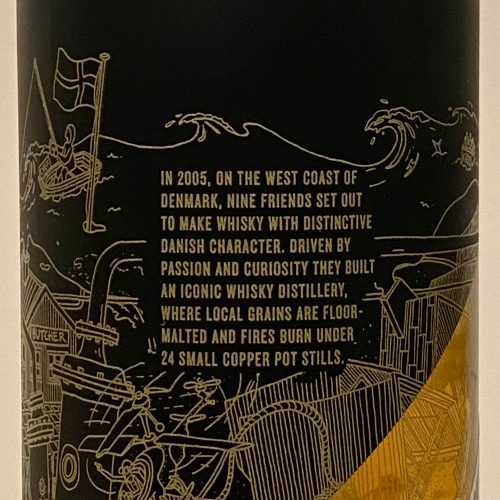 IN 2005, ON THE WEST COAST OF
DENMARK, NINE FRIENDS SET OUT
TO MAKE WHISKY WITH DISTINCTIVE
DANISH CHARACTER. DRIVEN BY
PASSION AND CURIOSITY THEY BUILT
AN ICONIC WHISKY DISTILLERY,
WHERE LOCAL GRAINS ARE FLOOR-
MALTED AND FIRES BURN UNDER
24 SMALL COPPER POT STILLS.
BUTCHER